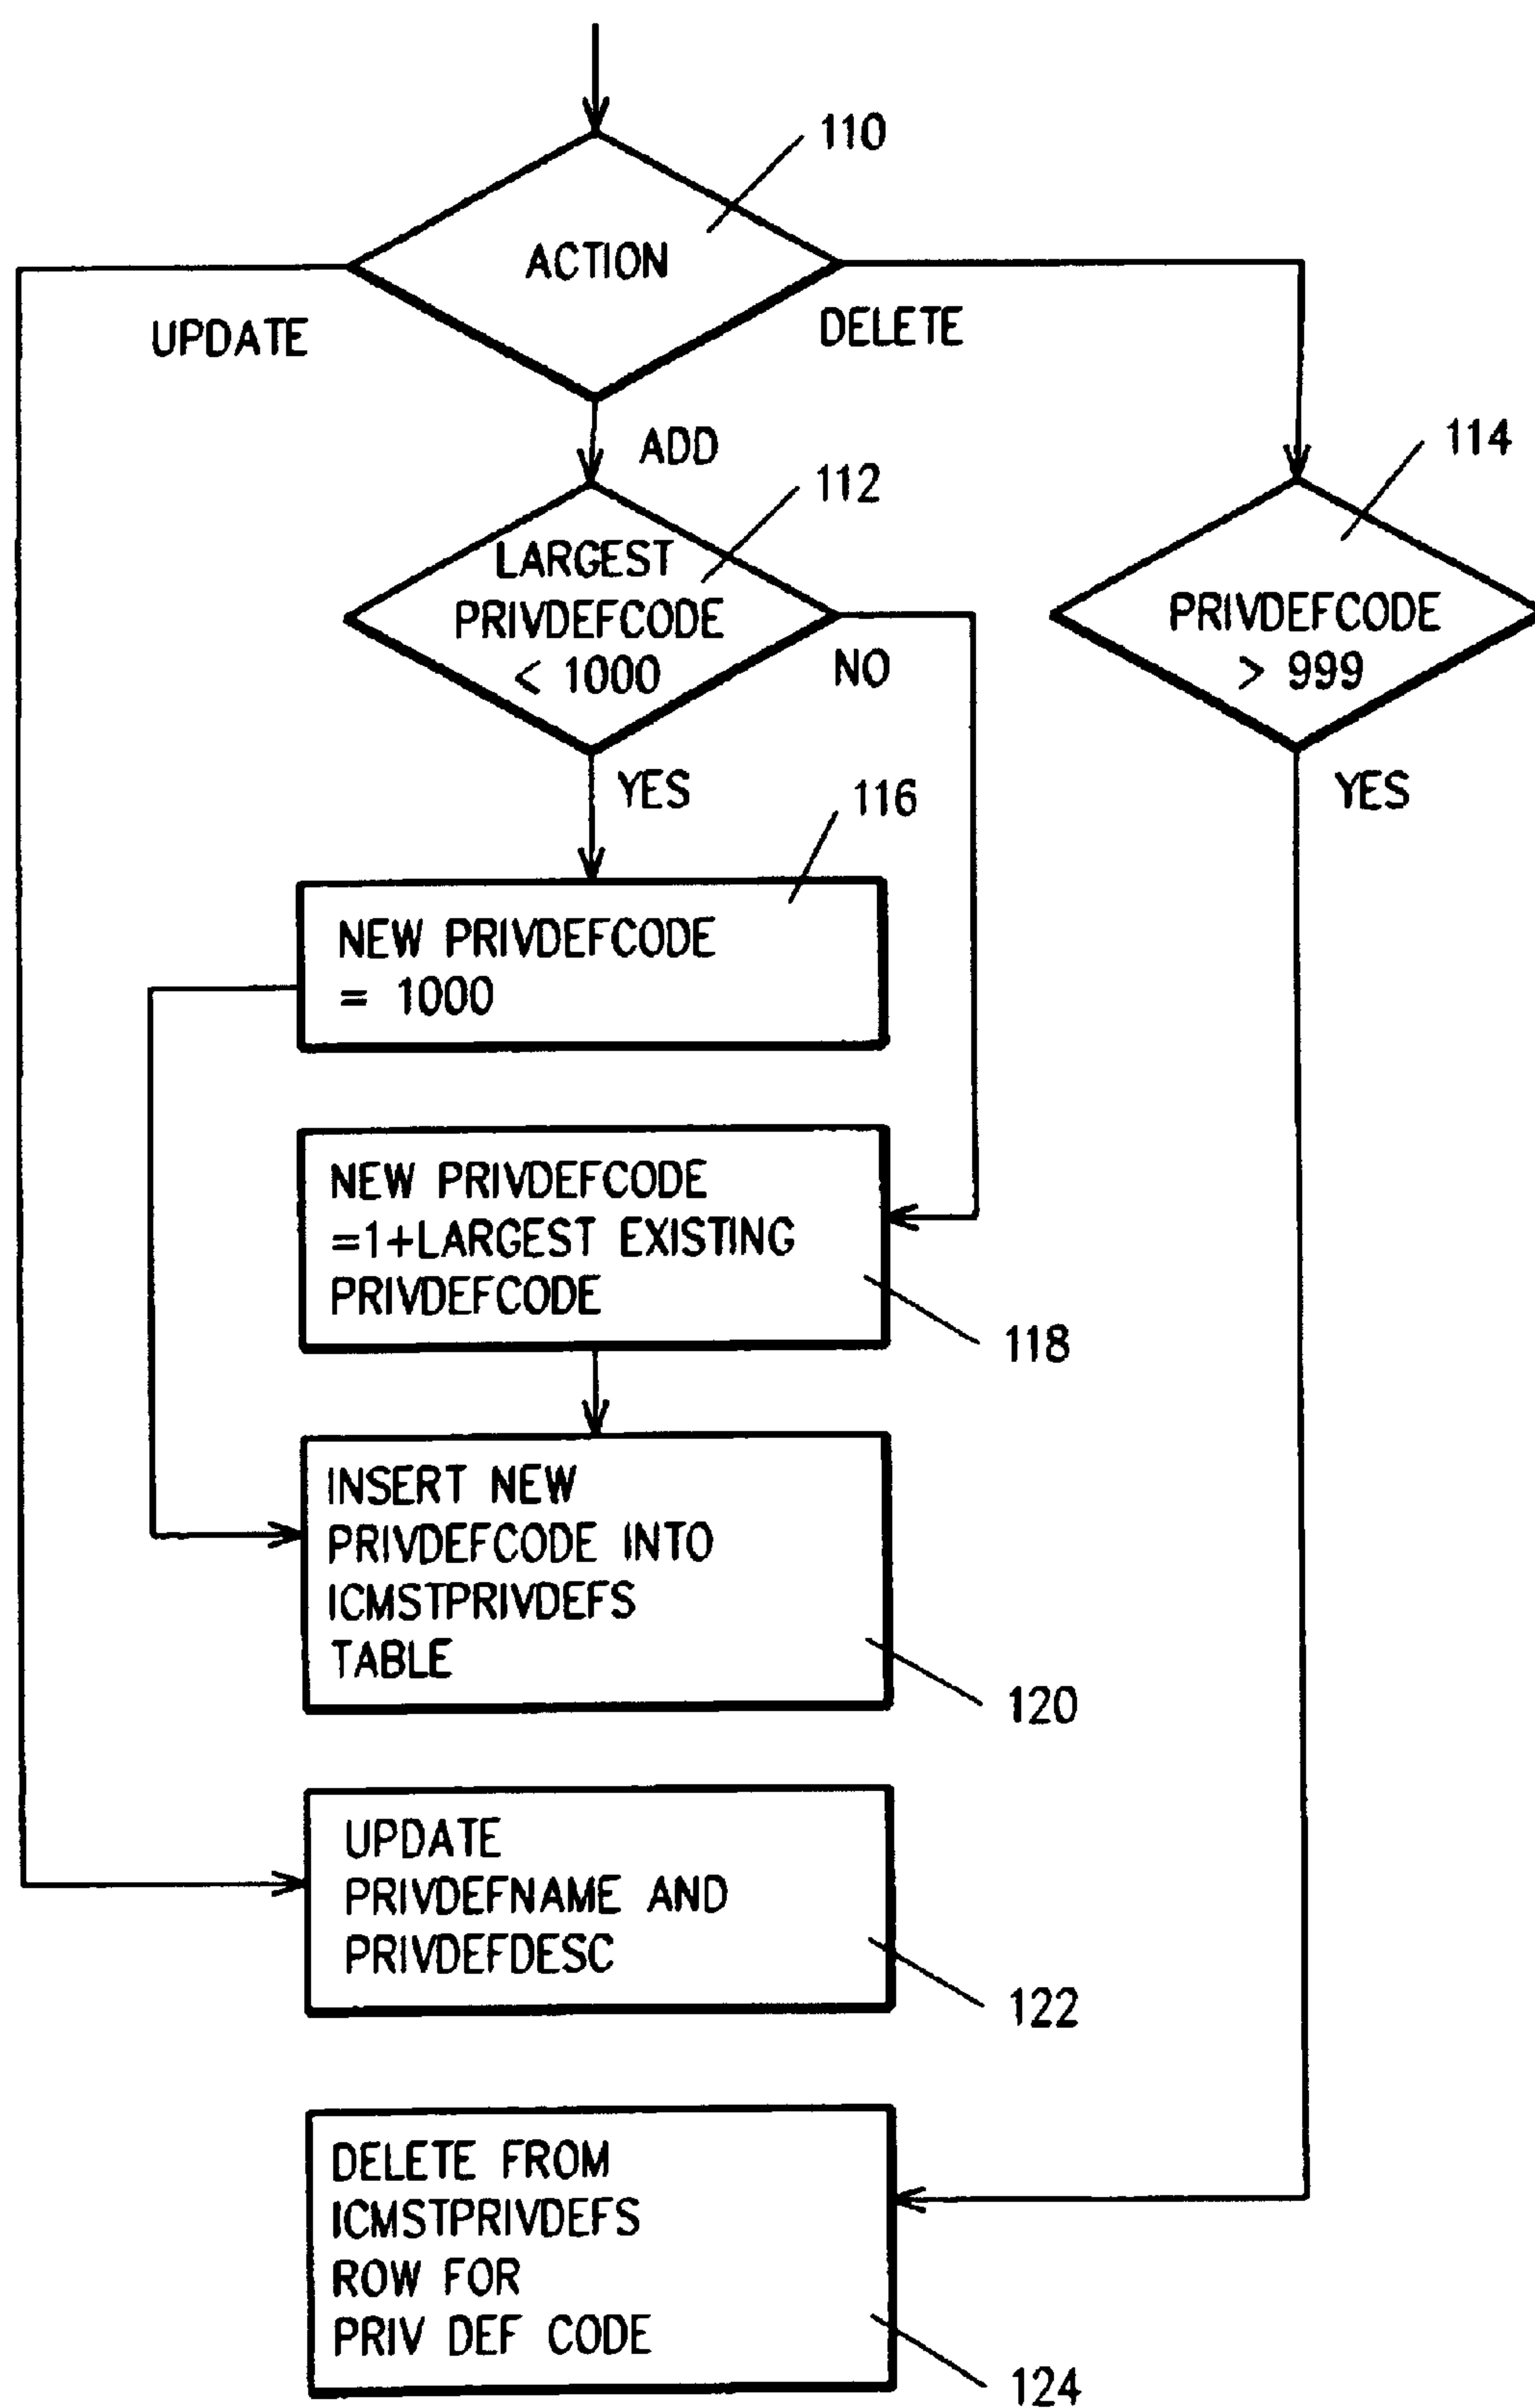 110
ACTION
UPDATE
DELETE
ADD
112
114
LARGEST
PRIVDEFCODE
< 1000
NO
PRIVDEFCODE
> 999
YES
YES
116
NEW PRIVDEFCODE
= 1000
NEW PRIVDEFCODE
=1+LARGEST EXISTING
PRIVDEFCODE
118
INSERT NEW
PRIVDEFCODE INTO
ICMSTPRIVDEFS
TABLE
120
UPDATE
PRIVDEFNAME AND
PRIVDEFDESC
122
DELETE FROM
ICMSTPRIVDEFS
ROW FOR
PRIV DEF CODE
124